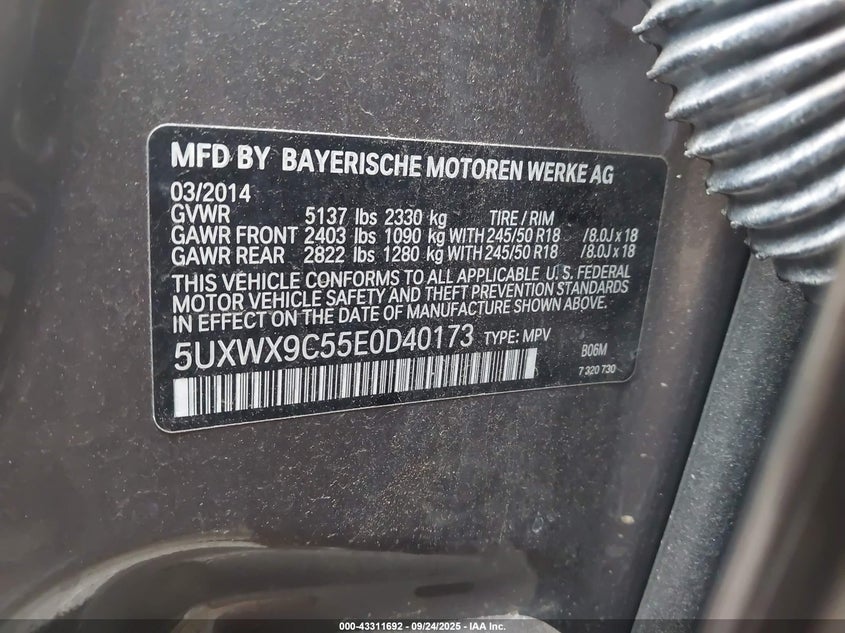 MFD BY BAYERISCHE MOTOREN WERKE AG
03/2014
GVWR 5137 lbs 2330 kg TIRE / RIM
GAWR FRONT 2403 lbs 1090 kg WITH 245/50 R18 / 8.0J x 18
GAWR REAR 2822 lbs 1280 kg WITH 245/50 R18 / 8.0J x 18
THIS VEHICLE CONFORMS TO ALL APPLICABLE U. S. FEDERAL
MOTOR VEHICLE SAFETY AND THEFT PREVENTION STANDARDS
IN EFFECT ON THE DATE OF MANUFACTURE SHOWN ABOVE.
5UXWX9C55E0D40173 TYPE: MPV B06M
7 320 730
000-43311692 - 09/24/2025 - IAA Inc.